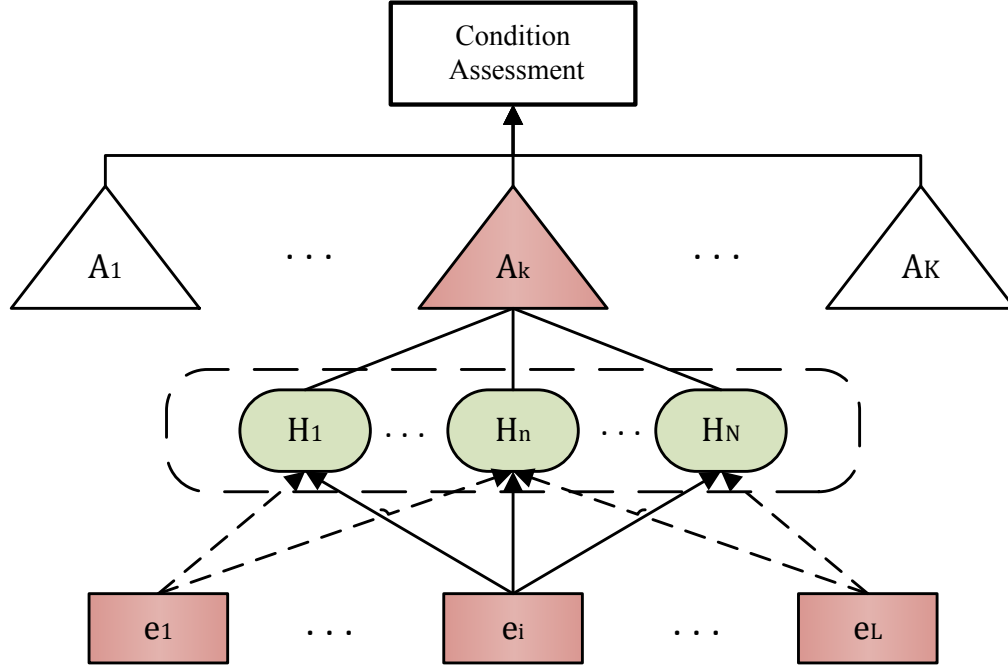 Condition
Assessment
A1 ... Ak ... AK
H1 ... Hn ... HN
e1 ... ei ... eL